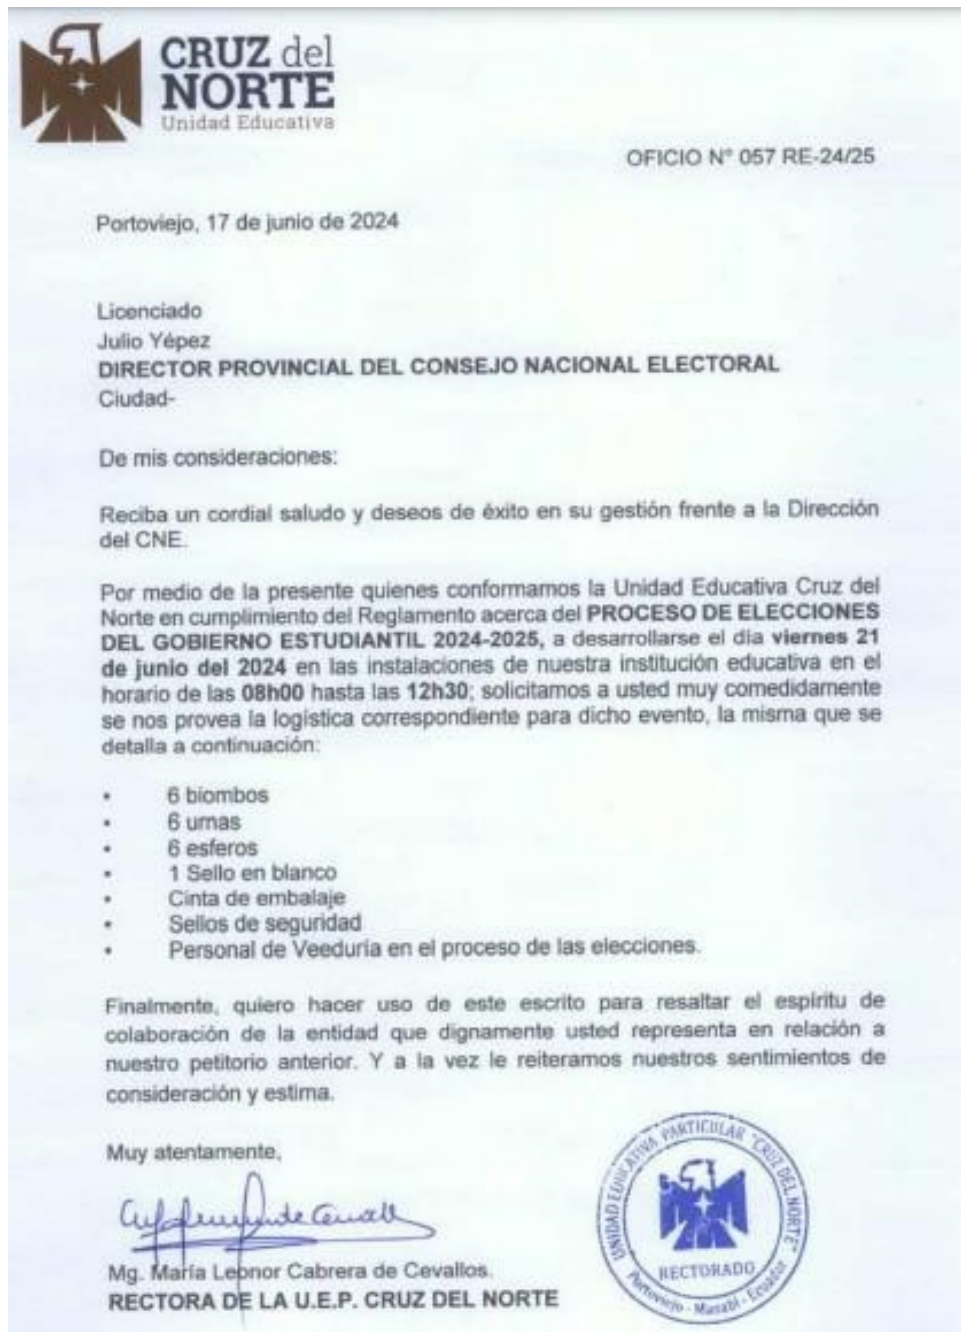 CRUZ del
NORTE
Unidad Educativa
OFICIO N° 057 RE-24/25
Portoviejo, 17 de junio de 2024
Licenciado
Julio Yépez
DIRECTOR PROVINCIAL DEL CONSEJO NACIONAL ELECTORAL
Ciudad-
De mis consideraciones:
Reciba un cordial saludo y deseos de éxito en su gestión frente a la Dirección
del CNE.
Por medio de la presente quienes conformamos la Unidad Educativa Cruz del
Norte en cumplimiento del Reglamento acerca del PROCESO DE ELECCIONES
DEL GOBIERNO ESTUDIANTIL 2024-2025, a desarrollarse el día viernes 21
de junio del 2024 en las instalaciones de nuestra institución educativa en el
horario de las 08h00 hasta las 12h30; solicitamos a usted muy comedidamente
se nos provea la logística correspondiente para dicho evento, la misma que se
detalla a continuación:
• 6 biombos
• 6 urnas
• 6 esferos
• 1 Sello en blanco
• Cinta de embalaje
• Sellos de seguridad
• Personal de Veeduría en el proceso de las elecciones.
Finalmente, quiero hacer uso de este escrito para resaltar el espíritu de
colaboración de la entidad que dignamente usted representa en relación a
nuestro petitorio anterior. Y a la vez le reiteramos nuestros sentimientos de
consideración y estima.
Muy atentamente,
Mg. María Leonor Cabrera de Cevallos.
RECTORA DE LA U.E.P. CRUZ DEL NORTE
UNIDAD EDUCATIVA PARTICULAR "CRUZ DEL NORTE"
RECTORADO
Portoviejo - Manabí - Ecuador